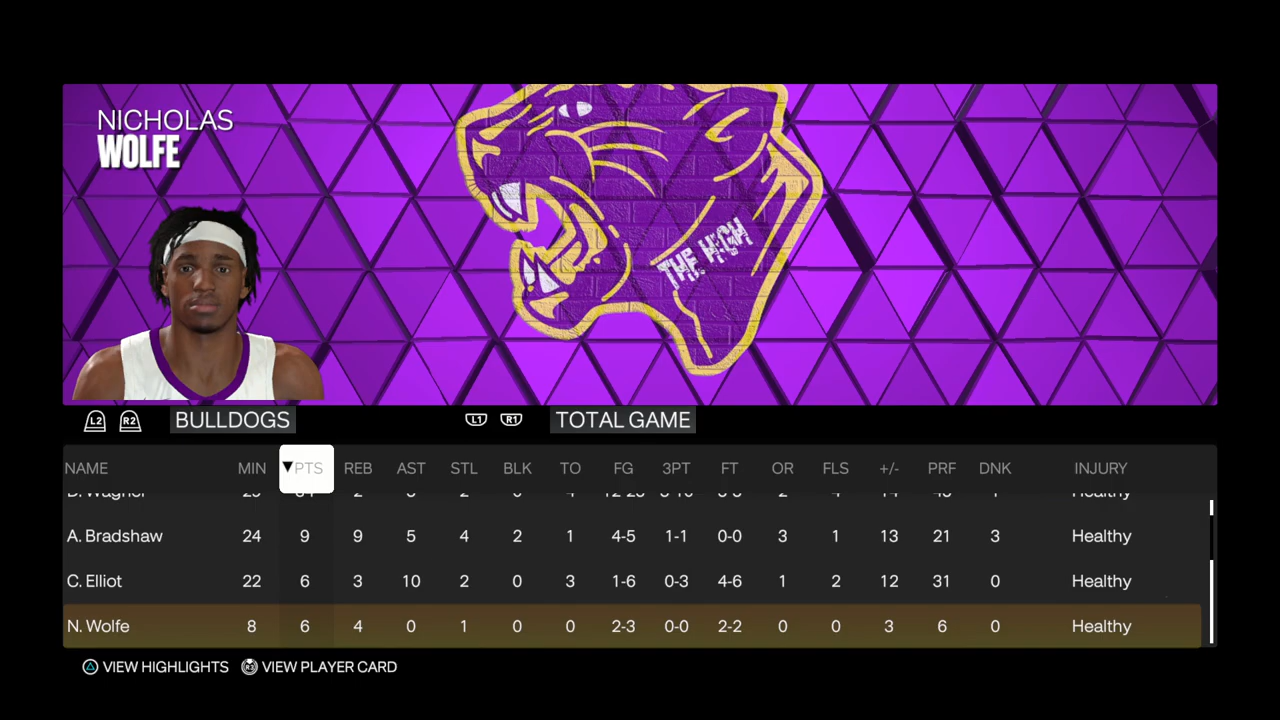 NICHOLAS
WOLFE
THE HIGH
L2 R2 BULLDOGS L1 R1 TOTAL GAME
NAME MIN PTS REB AST STL BLK TO FG 3PT FT OR FLS +/- PRF DNK INJURY
D. Wagner Healthy
A. Bradshaw 24 9 9 5 4 2 1 4-5 1-1 0-0 3 1 13 21 3 Healthy
C. Elliot 22 6 3 10 2 0 3 1-6 0-3 4-6 1 2 12 31 0 Healthy
N. Wolfe 8 6 4 0 1 0 0 2-3 0-0 2-2 0 0 3 6 0 Healthy
VIEW HIGHLIGHTS R3 VIEW PLAYER CARD